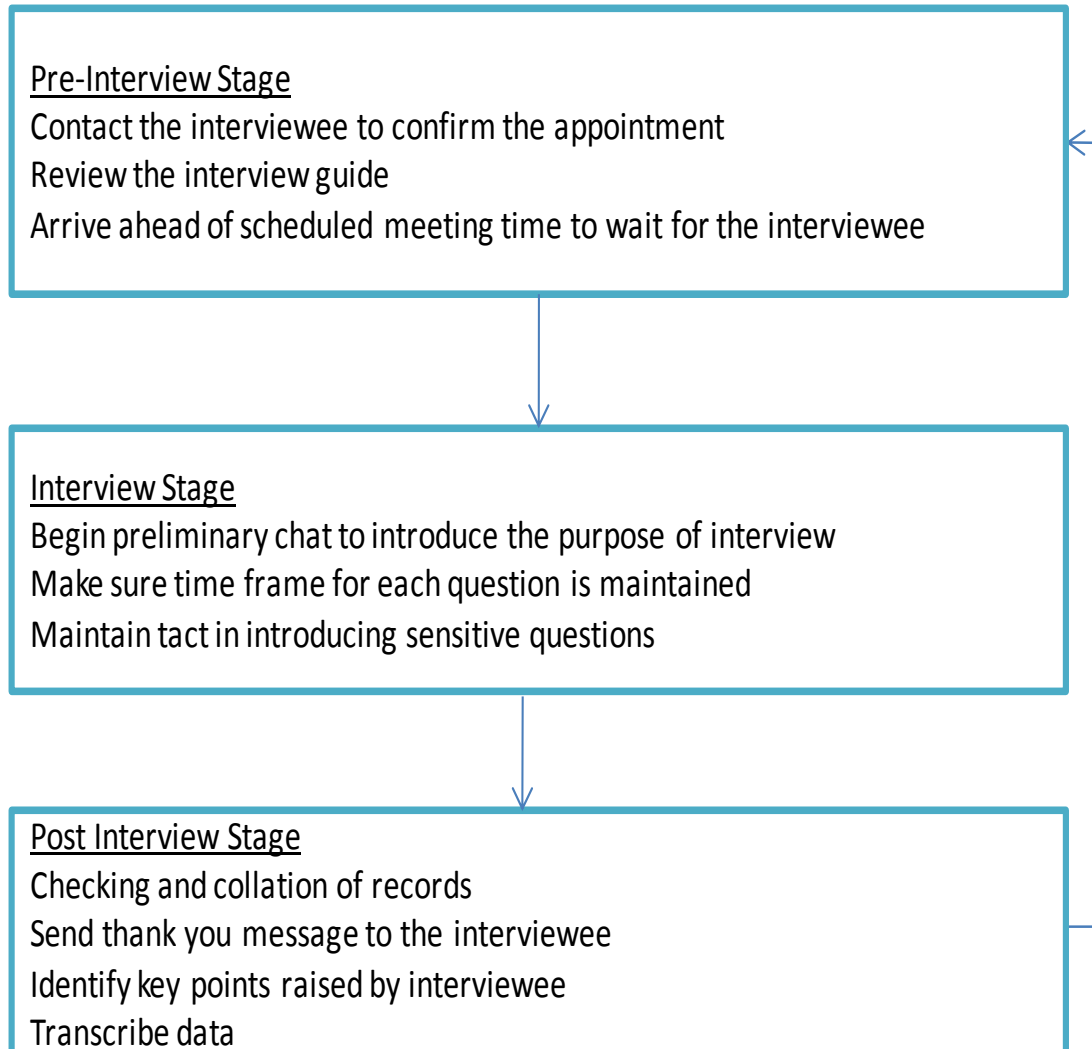 Pre-Interview Stage
Contact the interviewee to confirm the appointment
Review the interview guide
Arrive ahead of scheduled meeting time to wait for the interviewee
Interview Stage
Begin preliminary chat to introduce the purpose of interview
Make sure time frame for each question is maintained
Maintain tact in introducing sensitive questions
Post Interview Stage
Checking and collation of records
Send thank you message to the interviewee
Identify key points raised by interviewee
Transcribe data